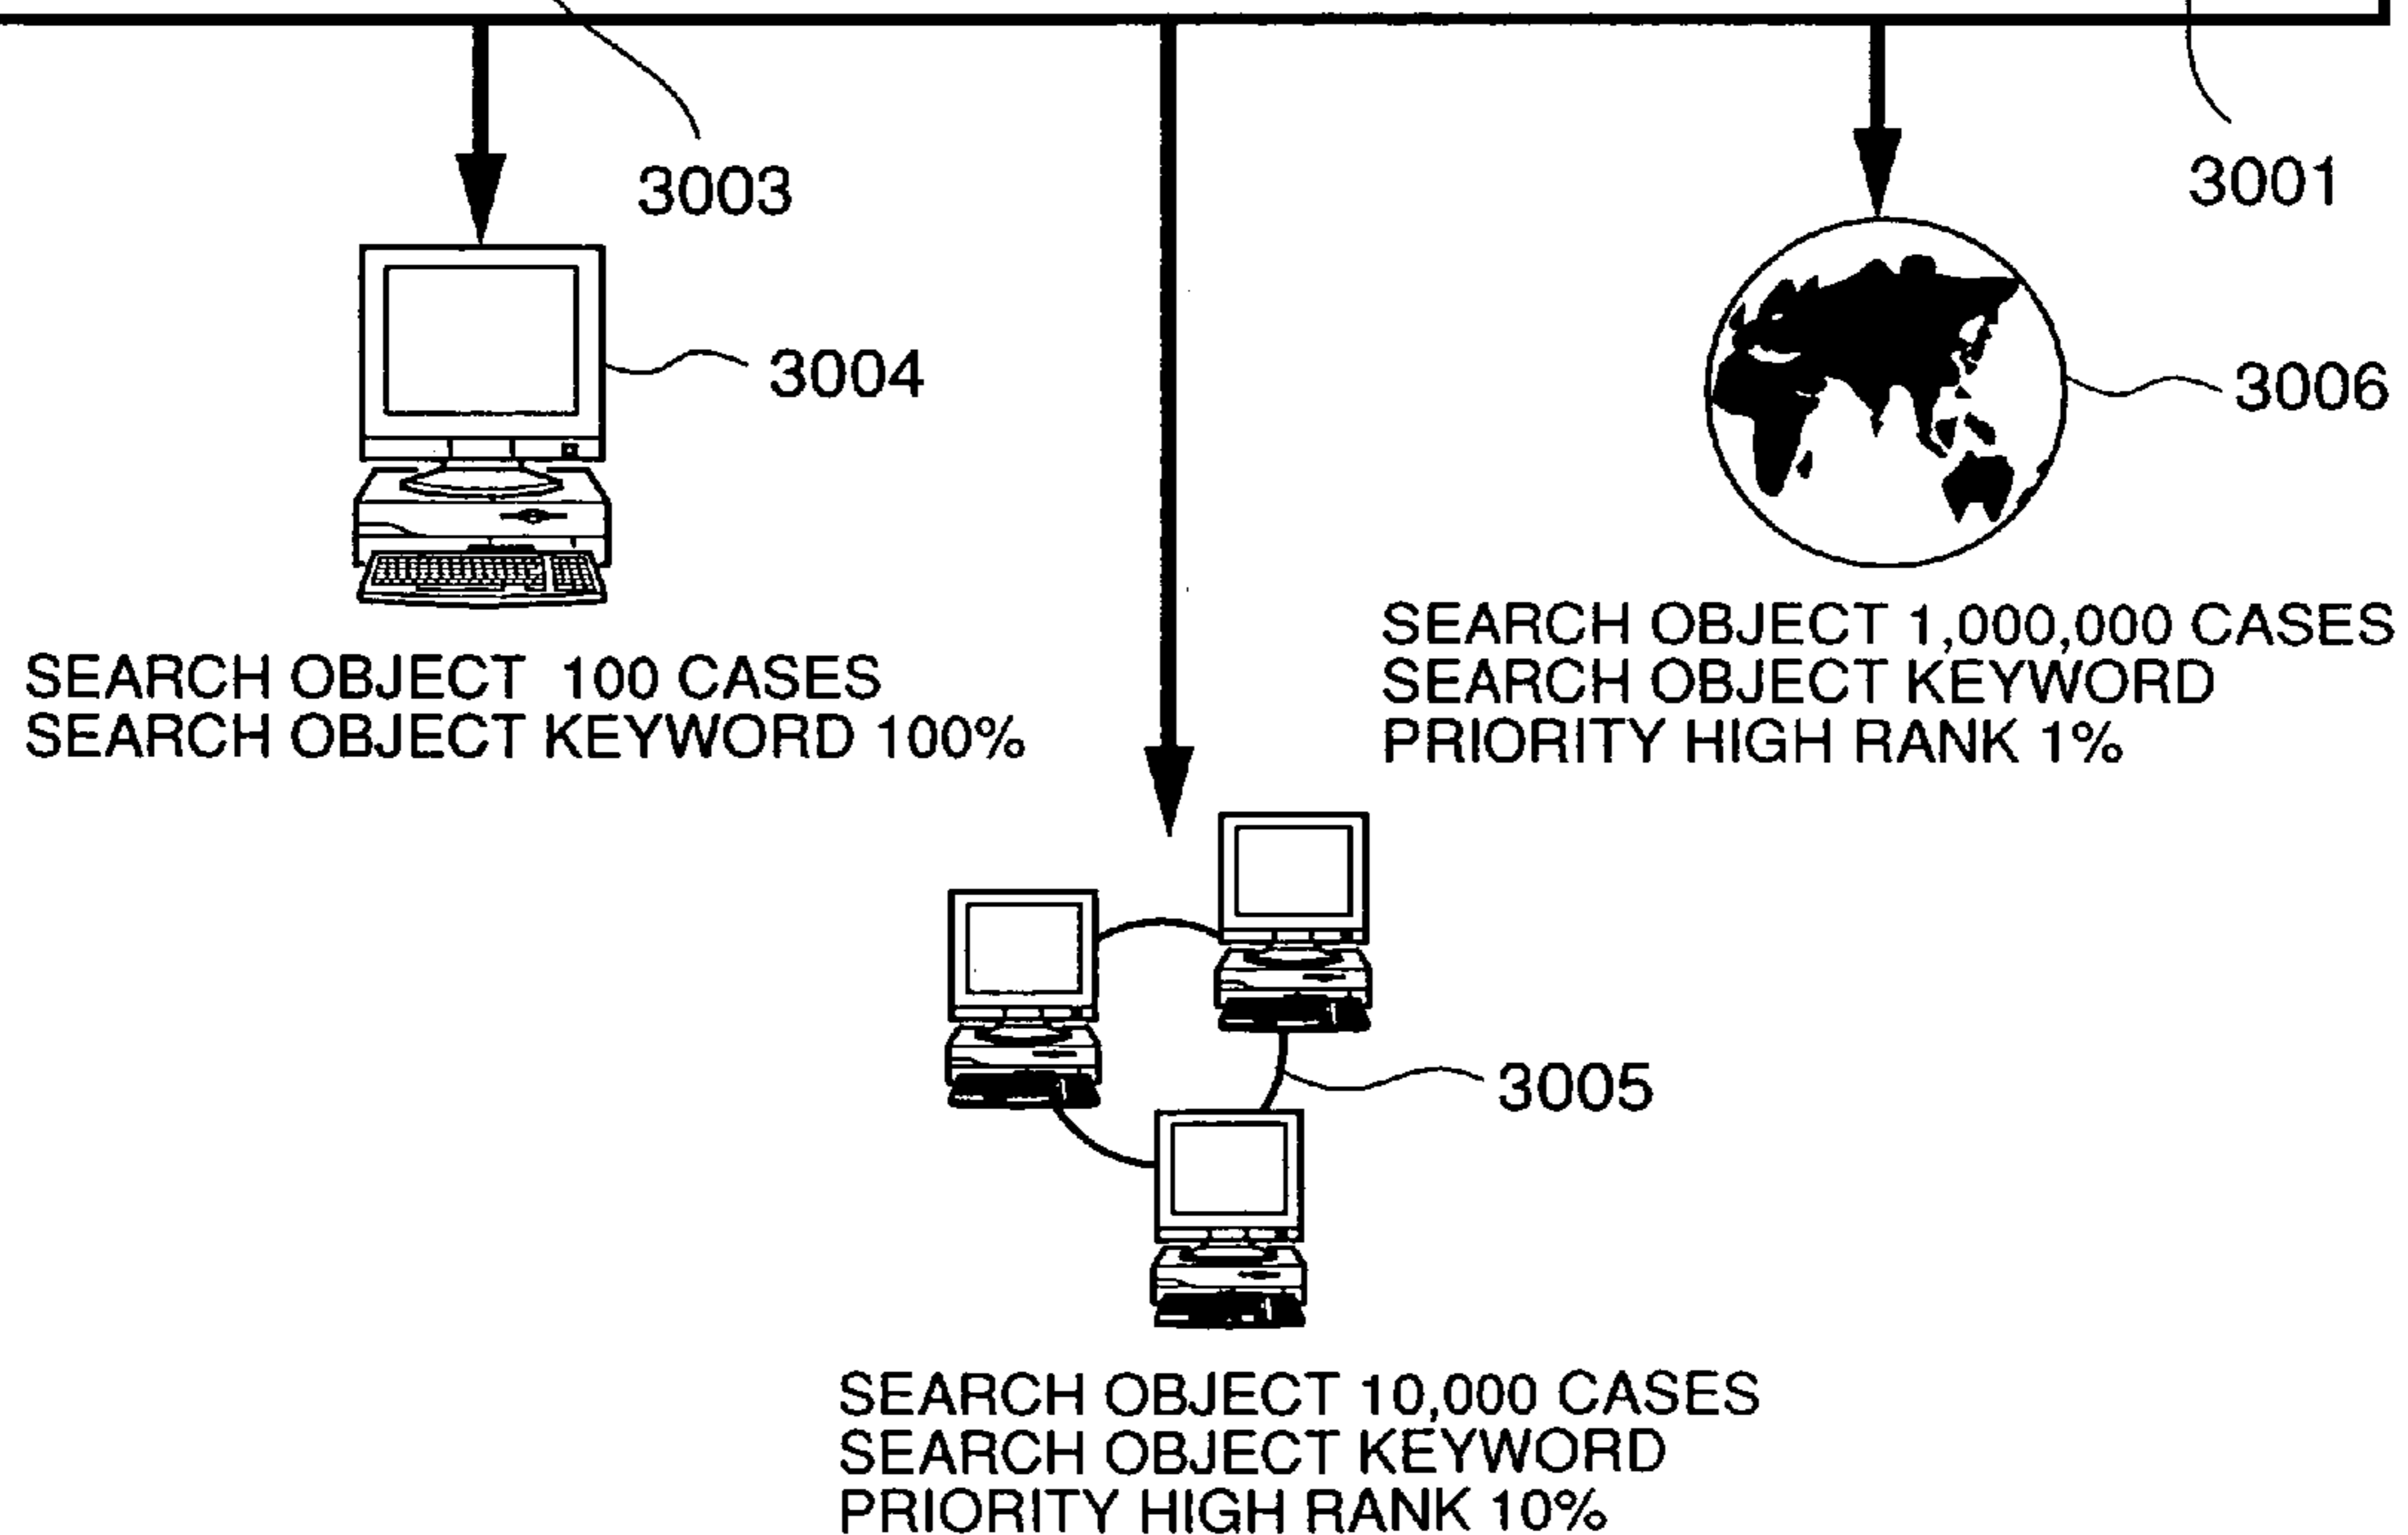 3003
3001
3004
3006
SEARCH OBJECT 100 CASES
SEARCH OBJECT KEYWORD 100%
SEARCH OBJECT 1,000,000 CASES
SEARCH OBJECT KEYWORD
PRIORITY HIGH RANK 1%
3005
SEARCH OBJECT 10,000 CASES
SEARCH OBJECT KEYWORD
PRIORITY HIGH RANK 10%